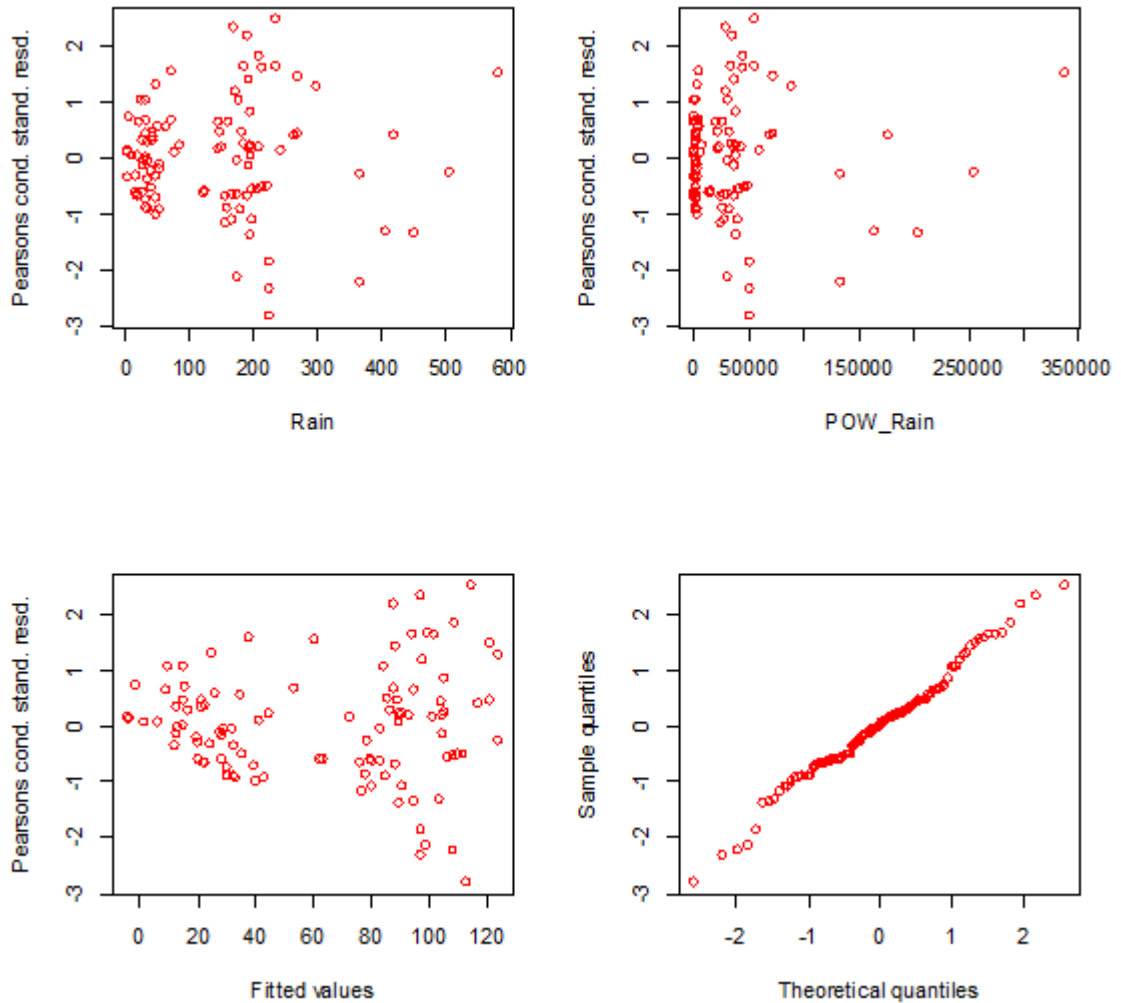 Pearsons cond. stand. resd.
2
1
0
-1
-2
-3
0 100 200 300 400 500 600
Rain
Pearsons cond. stand. resd.
2
1
0
-1
-2
-3
0 50000 150000 250000 350000
POW_Rain
Pearsons cond. stand. resd.
2
1
0
-1
-2
-3
0 20 40 60 80 100 120
Fitted values
Sample quantiles
2
1
0
-1
-2
-3
-2 -1 0 1 2
Theoretical quantiles